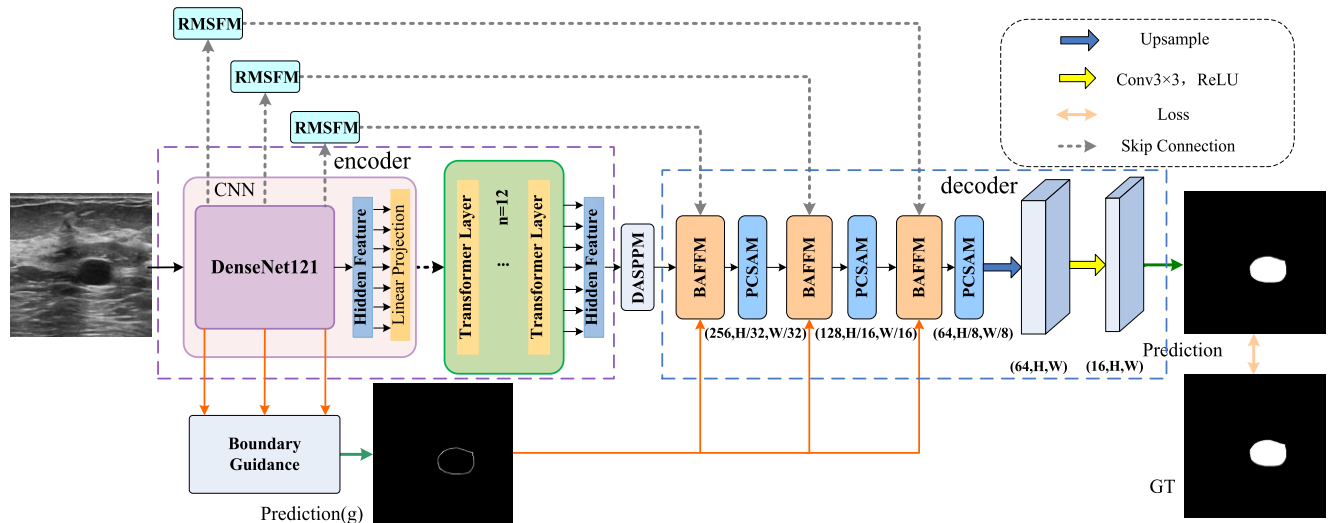 RMSFM
RMSFM
RMSFM
encoder
CNN
DenseNet121
Hidden Feature
Linear Projection
Transformer Layer
n=12
...
Transformer Layer
Hidden Feature
DASPPM
decoder
BAFFM
PCSAM
BAFFM
PCSAM
BAFFM
PCSAM
(256,H/32,W/32)
(128,H/16,W/16)
(64,H/8,W/8)
(64,H,W)
(16,H,W)
Upsample
Conv3×3，ReLU
Loss
Skip Connection
Prediction
GT
Boundary
Guidance
Prediction(g)